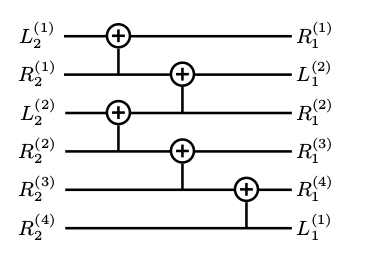 L_2^{(1)} R_1^{(1)}
R_2^{(1)} L_1^{(2)}
L_2^{(2)} R_1^{(2)}
R_2^{(2)} R_1^{(3)}
R_2^{(3)} R_1^{(4)}
R_2^{(4)} L_1^{(1)}